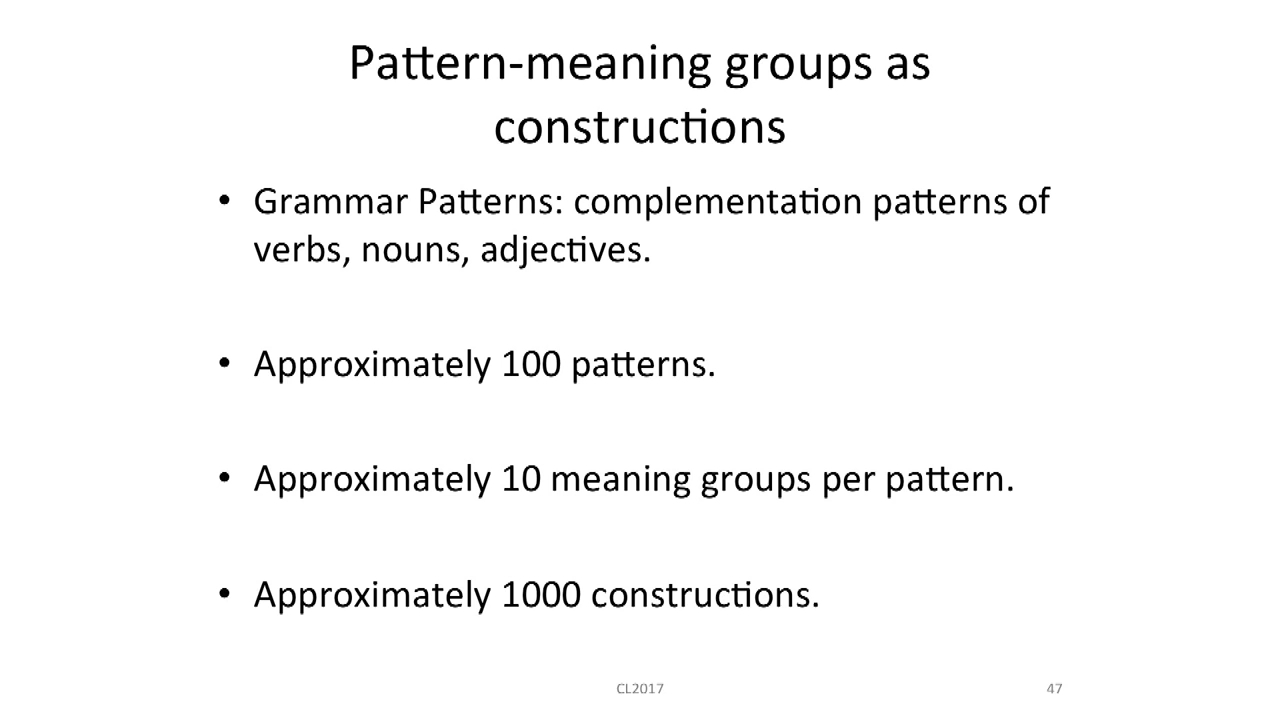 Pattern-meaning groups as
constructions
• Grammar Patterns: complementation patterns of
verbs, nouns, adjectives.
• Approximately 100 patterns.
• Approximately 10 meaning groups per pattern.
• Approximately 1000 constructions.
CL2017
47